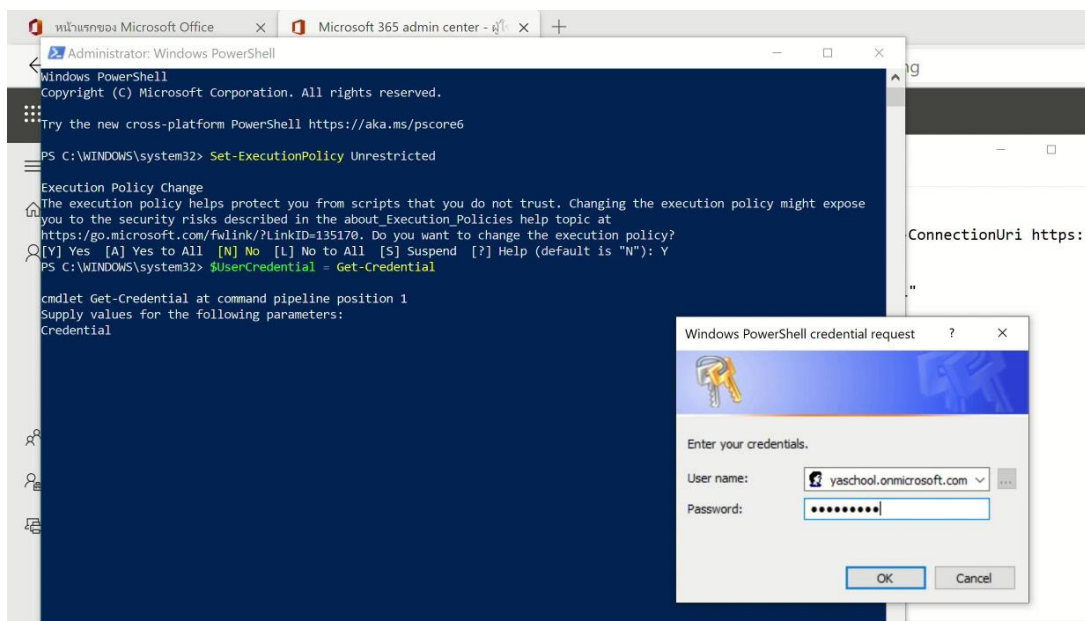 หน้าแรกของ Microsoft Office
Microsoft 365 admin center - ผู้ใ
Administrator: Windows PowerShell
ng
Windows PowerShell
Copyright (C) Microsoft Corporation. All rights reserved.
Try the new cross-platform PowerShell https://aka.ms/pscore6
PS C:\WINDOWS\system32> Set-ExecutionPolicy Unrestricted
Execution Policy Change
The execution policy helps protect you from scripts that you do not trust. Changing the execution policy might expose
you to the security risks described in the about_Execution_Policies help topic at
https:/go.microsoft.com/fwlink/?LinkID=135170. Do you want to change the execution policy?
[Y] Yes [A] Yes to All [N] No [L] No to All [S] Suspend [?] Help (default is "N"): Y
PS C:\WINDOWS\system32> $UserCredential = Get-Credential
cmdlet Get-Credential at command pipeline position 1
Supply values for the following parameters:
Credential
ConnectionUri https:
"
Windows PowerShell credential request
Enter your credentials.
User name: yaschool.onmicrosoft.com
Password:
OK Cancel